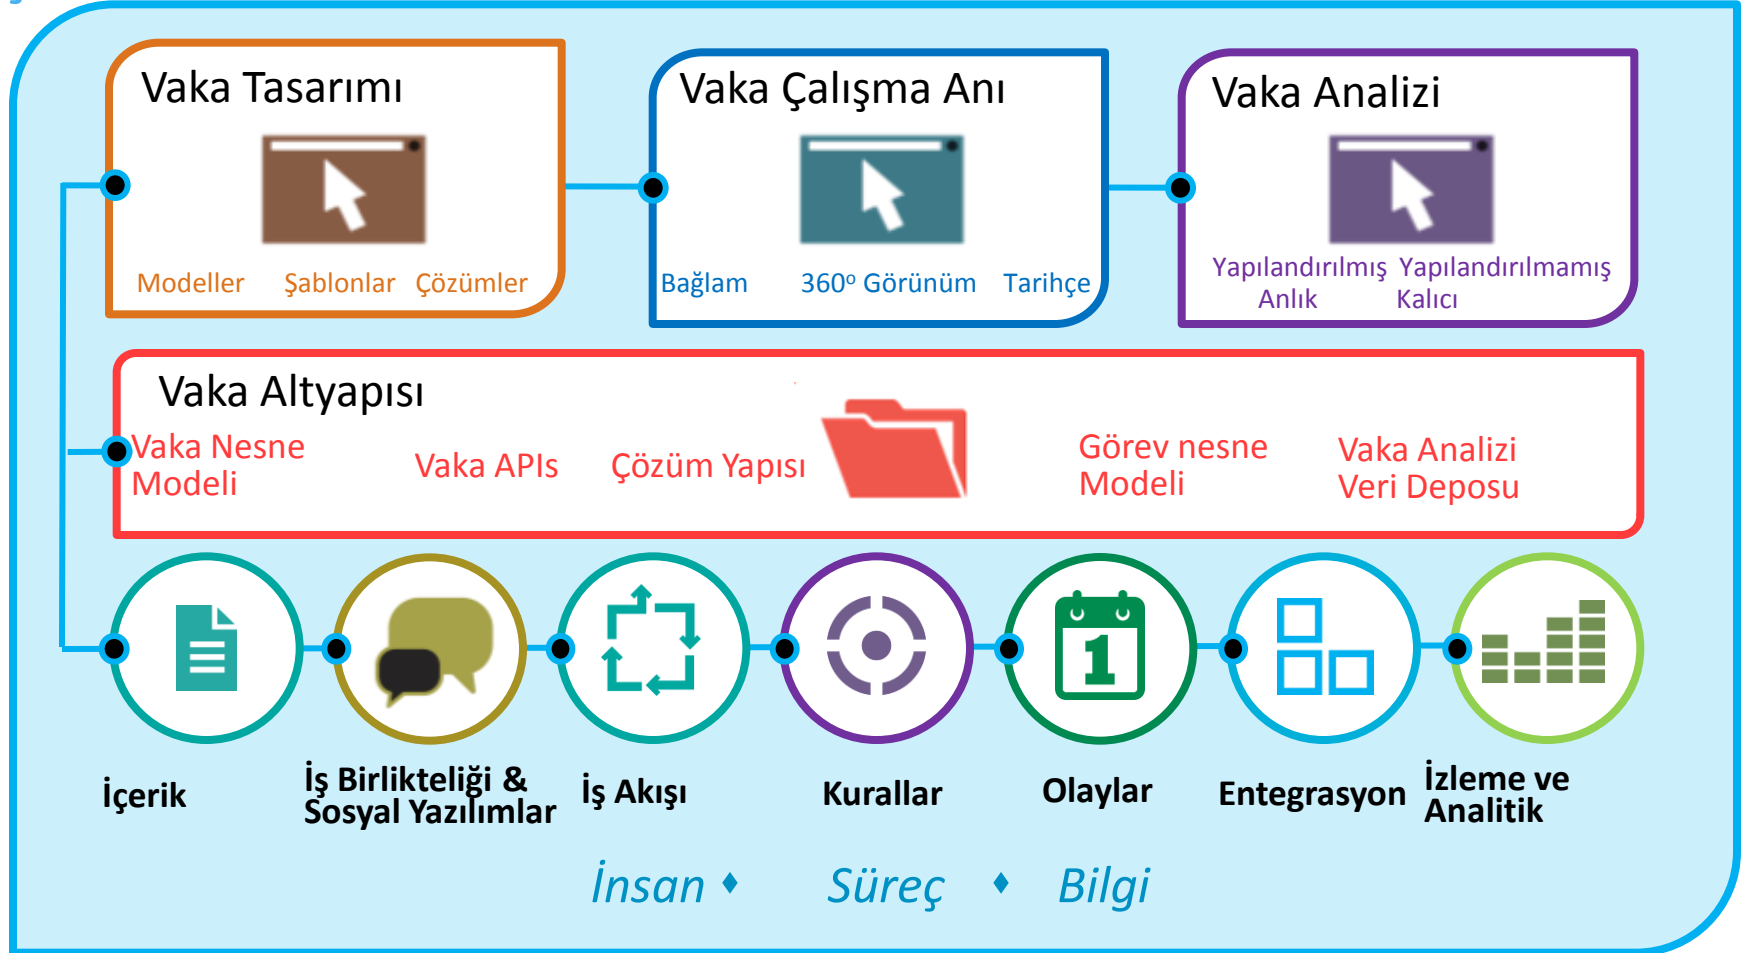 Vaka Tasarımı
Modeller Şablonlar Çözümler
Vaka Çalışma Anı
Bağlam 360º Görünüm Tarihçe
Vaka Analizi
Yapılandırılmış Yapılandırılmamış
Anlık Kalıcı
Vaka Altyapısı
Vaka Nesne
Modeli
Vaka APIs
Çözüm Yapısı
Görev nesne
Modeli
Vaka Analizi
Veri Deposu
1
İçerik
İş Birlikteliği &
Sosyal Yazılımlar
İş Akışı
Kurallar
Olaylar
Entegrasyon
İzleme ve
Analitik
İnsan ♦ Süreç ♦ Bilgi